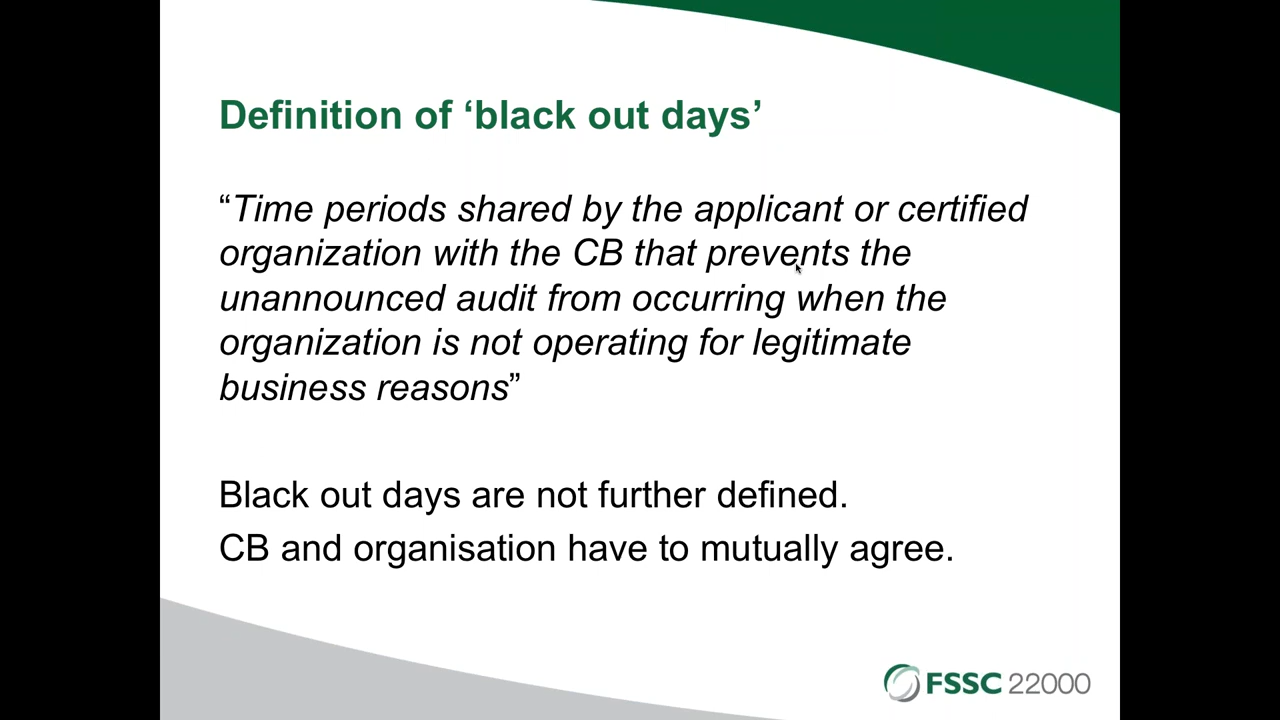 Definition of ‘black out days’
“Time periods shared by the applicant or certified
organization with the CB that prevents the
unannounced audit from occurring when the
organization is not operating for legitimate
business reasons”
Black out days are not further defined.
CB and organisation have to mutually agree.
FSSC 22000